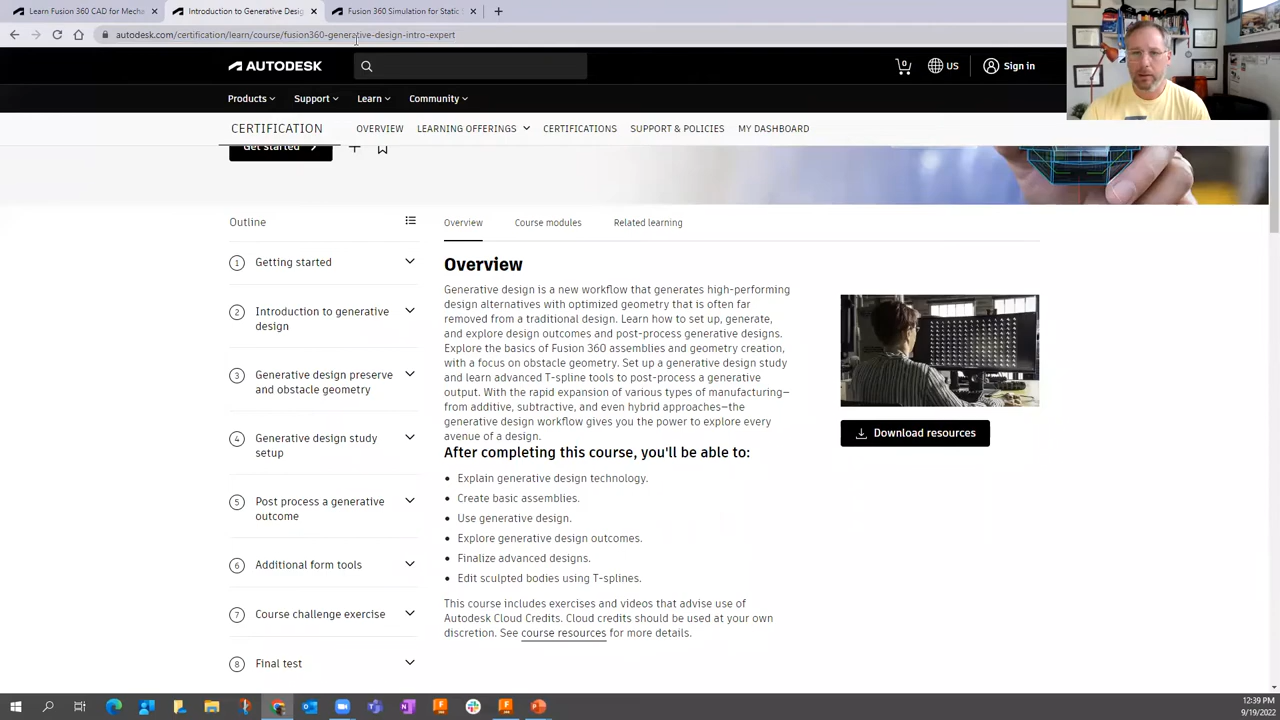 Learn Fusion 360 CAD for Mecha
Introduction to Generative Desig
Fusion 360 Simulation for Static
autodesk.com/certification/learn/course/fusion360-generative-design-intro-expert
AUTODESK
0
US
Sign in
Products
Support
Learn
Community
CERTIFICATION
OVERVIEW
LEARNING OFFERINGS
CERTIFICATIONS
SUPPORT & POLICIES
MY DASHBOARD
Get started
Outline
1 Getting started
2 Introduction to generative
design
3 Generative design preserve
and obstacle geometry
4 Generative design study
setup
5 Post process a generative
outcome
6 Additional form tools
7 Course challenge exercise
8 Final test
Overview
Course modules
Related learning
Overview
Generative design is a new workflow that generates high-performing
design alternatives with optimized geometry that is often far
removed from a traditional design. Learn how to set up, generate,
and explore design outcomes and post-process generative designs.
Explore the basics of Fusion 360 assemblies and geometry creation,
with a focus on obstacle geometry. Set up a generative design study
and learn advanced T-spline tools to post-process a generative
output. With the rapid expansion of various types of manufacturing—
from additive, subtractive, and even hybrid approaches—the
generative design workflow gives you the power to explore every
avenue of a design.
After completing this course, you'll be able to:
• Explain generative design technology.
• Create basic assemblies.
• Use generative design.
• Explore generative design outcomes.
• Finalize advanced designs.
• Edit sculpted bodies using T-splines.
This course includes exercises and videos that advise use of
Autodesk Cloud Credits. Cloud credits should be used at your own
discretion. See course resources for more details.
Download resources
12:39 PM
9/19/2022